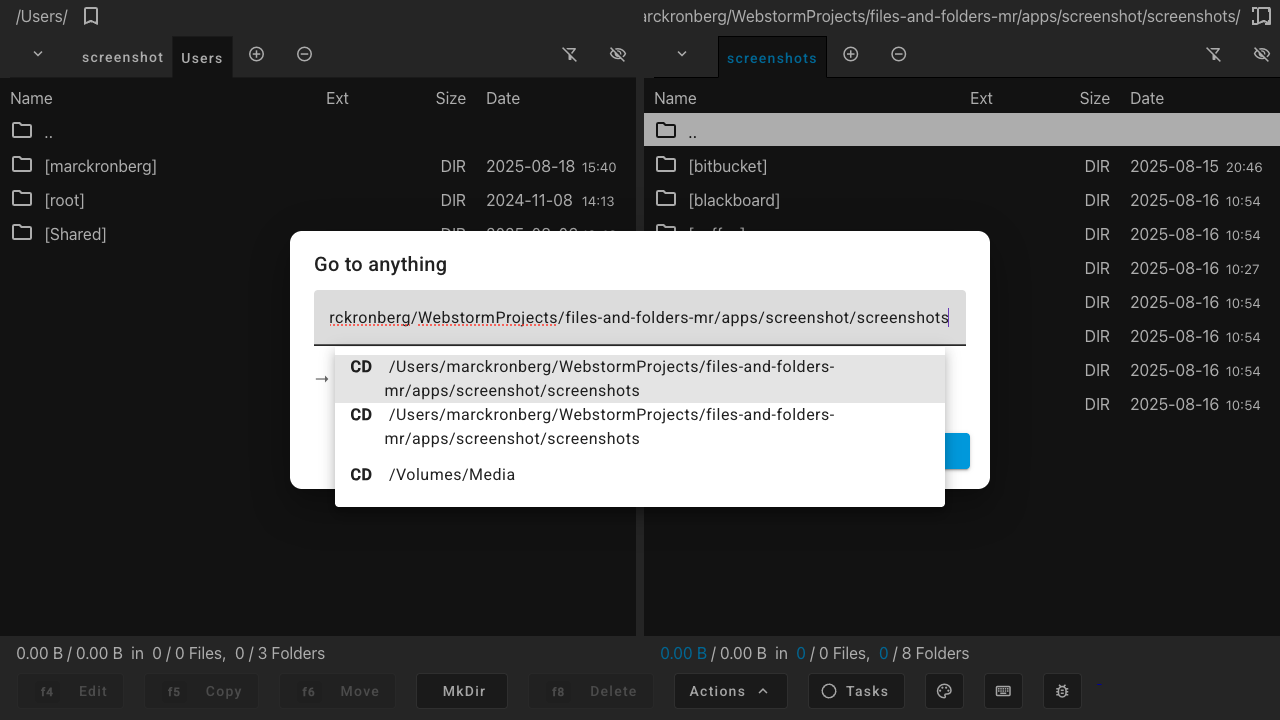 /Users/
rckronberg/WebstormProjects/files-and-folders-mr/apps/screenshot/screenshots/
screenshot Users
screenshots
Name Ext Size Date
Name Ext Size Date
..
..
[marckronberg] DIR 2025-08-18 15:40
[bitbucket] DIR 2025-08-15 20:46
[root] DIR 2024-11-08 14:13
[blackboard] DIR 2025-08-16 10:54
[Shared]
DIR 2025-08-16 10:54
DIR 2025-08-16 10:27
DIR 2025-08-16 10:54
DIR 2025-08-16 10:54
DIR 2025-08-16 10:54
DIR 2025-08-16 10:54
Go to anything
rckronberg/WebstormProjects/files-and-folders-mr/apps/screenshot/screenshots
→
CD /Users/marckronberg/WebstormProjects/files-and-folders-
mr/apps/screenshot/screenshots
CD /Users/marckronberg/WebstormProjects/files-and-folders-
mr/apps/screenshot/screenshots
CD /Volumes/Media
0.00 B / 0.00 B in 0 / 0 Files, 0 / 3 Folders
0.00 B / 0.00 B in 0 / 0 Files, 0 / 8 Folders
f4 Edit f5 Copy f6 Move MkDir f8 Delete Actions Tasks